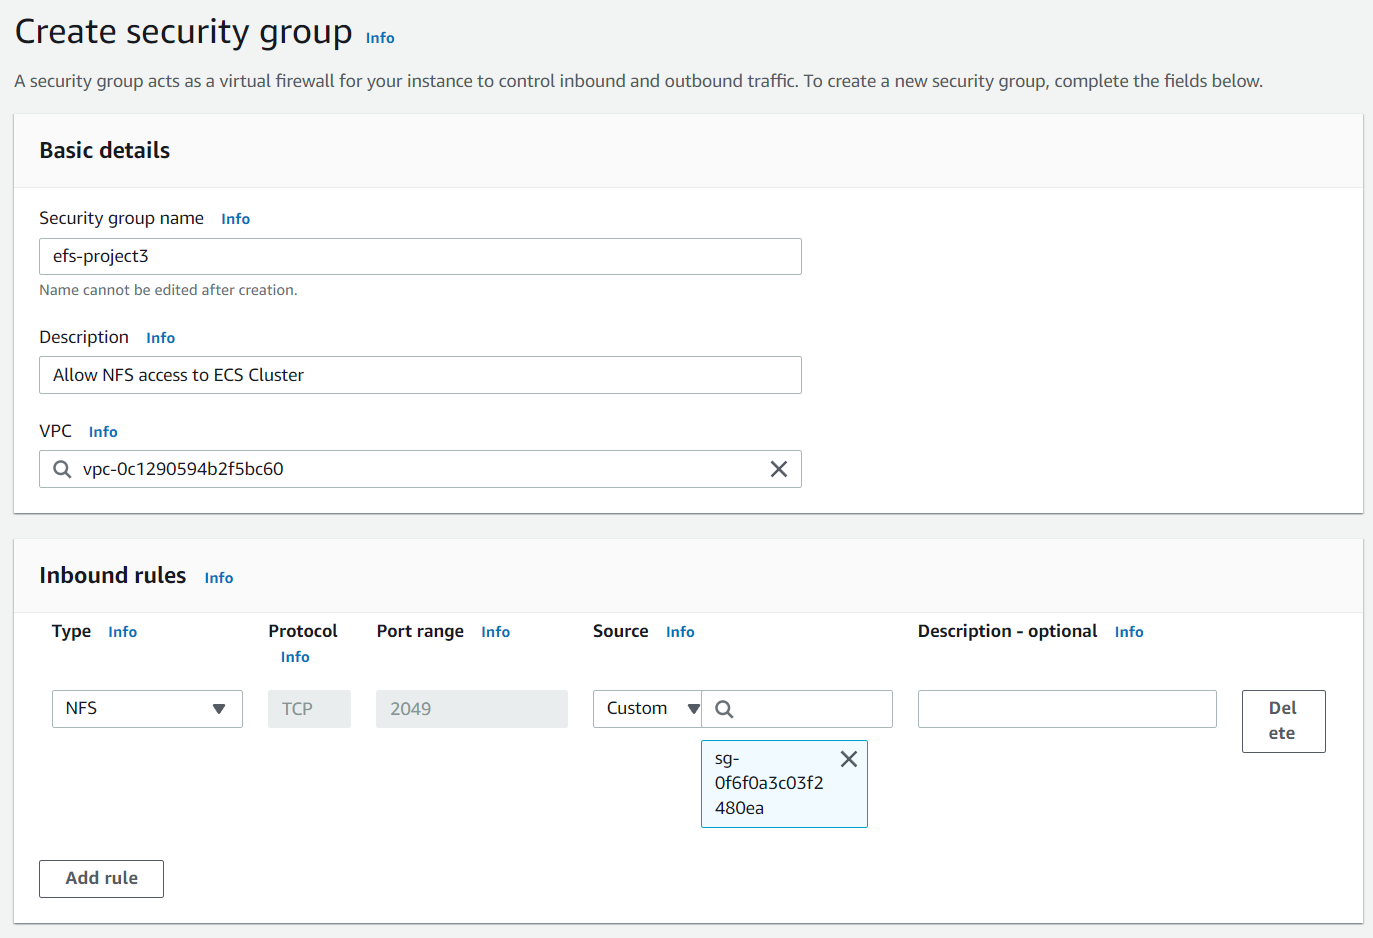 Create security group Info
A security group acts as a virtual firewall for your instance to control inbound and outbound traffic. To create a new security group, complete the fields below.
Basic details
Security group name Info
efs-project3
Name cannot be edited after creation.
Description Info
Allow NFS access to ECS Cluster
VPC Info
vpc-0c1290594b2f5bc60
Inbound rules Info
Type Info Protocol Port range Info Source Info Description - optional Info
Info
NFS TCP 2049 Custom Del
ete
sg-
0f6f0a3c03f2
480ea
Add rule